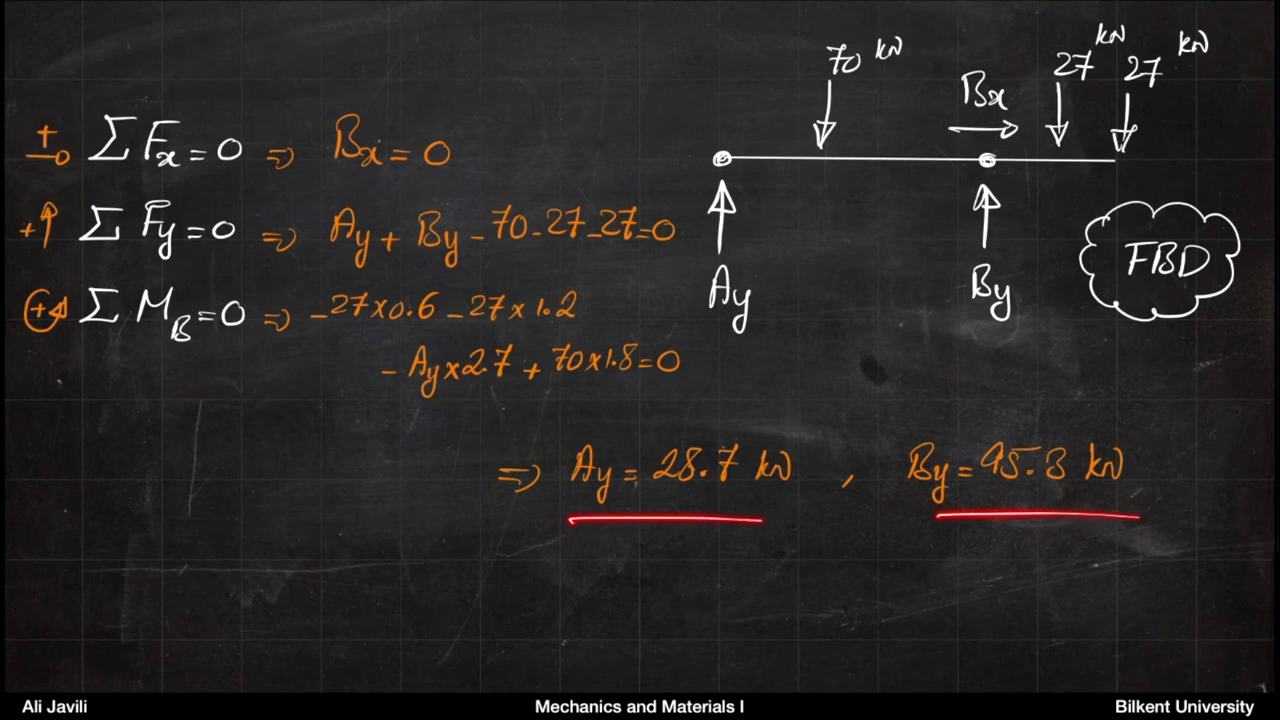 70 kN
27 kN 27 kN
Bx
+ ΣFx = 0 ⇒ Bx = 0
+↑ ΣFy = 0 ⇒ Ay + By - 70 - 27 - 27 = 0
Ay By FBD
+ ΣM_B = 0 ⇒ - 27 × 0.6 - 27 × 1.2
- Ay × 2.7 + 70 × 1.8 = 0
⇒ Ay = 28.7 kN , By = 95.3 kN
Ali Javili Mechanics and Materials I Bilkent University